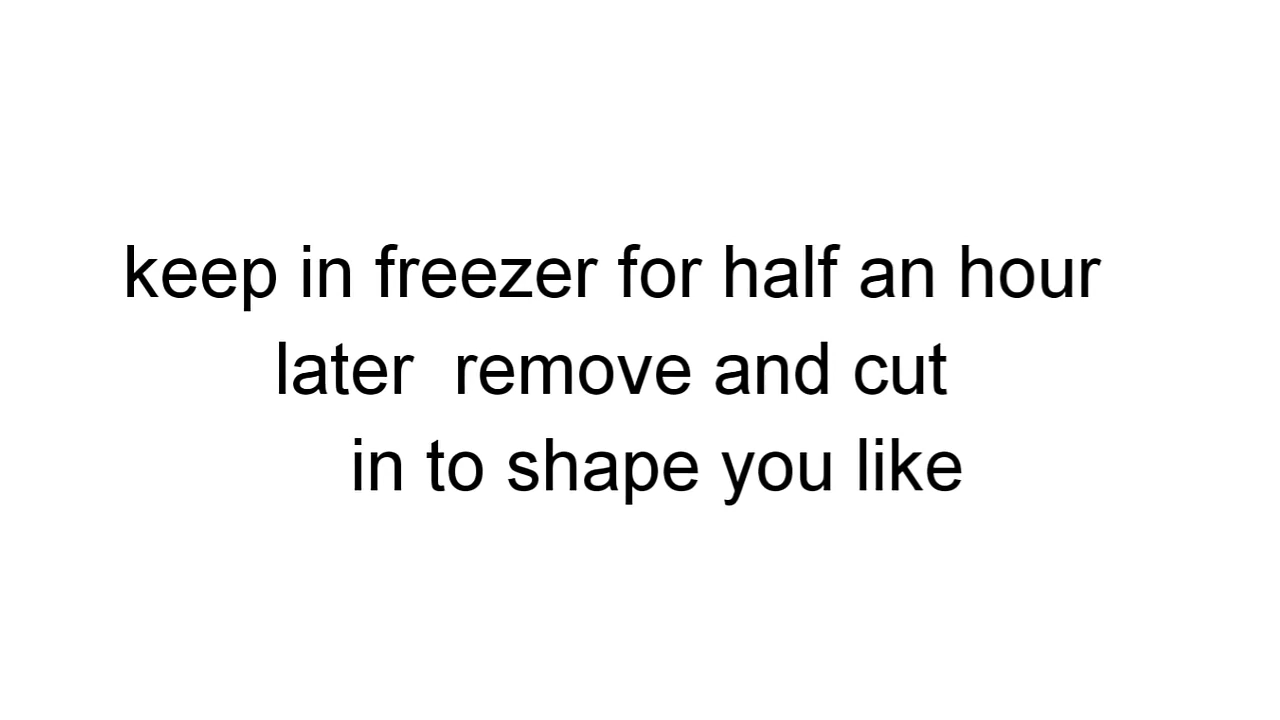 keep in freezer for half an hour
later  remove and cut
in to shape you like